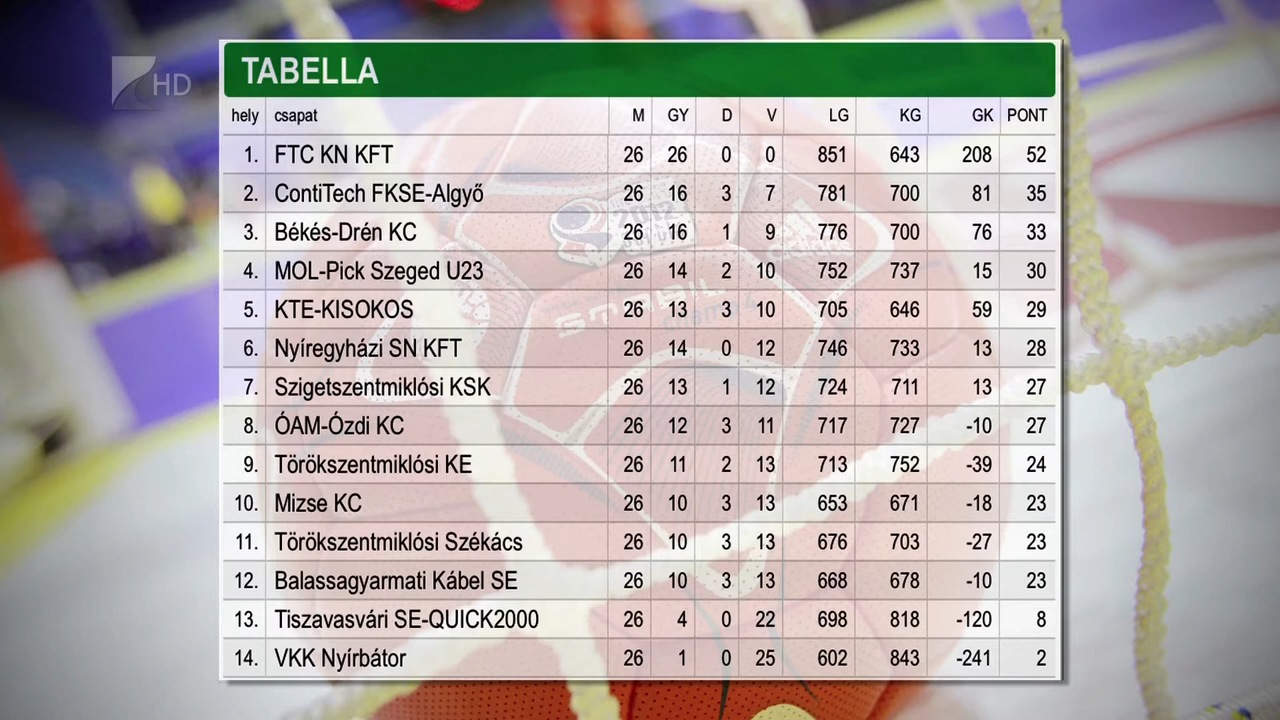 HD
TABELLA
hely csapat M GY D V LG KG GK PONT
1. FTC KN KFT 26 26 0 0 851 643 208 52
2. ContiTech FKSE-Algyő 26 16 3 7 781 700 81 35
3. Békés-Drén KC 26 16 1 9 776 700 76 33
4. MOL-Pick Szeged U23 26 14 2 10 752 737 15 30
5. KTE-KISOKOS 26 13 3 10 705 646 59 29
6. Nyíregyházi SN KFT 26 14 0 12 746 733 13 28
7. Szigetszentmiklósi KSK 26 13 1 12 724 711 13 27
8. ÓAM-Ózdi KC 26 12 3 11 717 727 -10 27
9. Törökszentmiklósi KE 26 11 2 13 713 752 -39 24
10. Mizse KC 26 10 3 13 653 671 -18 23
11. Törökszentmiklósi Székács 26 10 3 13 676 703 -27 23
12. Balassagyarmati Kábel SE 26 10 3 13 668 678 -10 23
13. Tiszavasvári SE-QUICK2000 26 4 0 22 698 818 -120 8
14. VKK Nyírbátor 26 1 0 25 602 843 -241 2